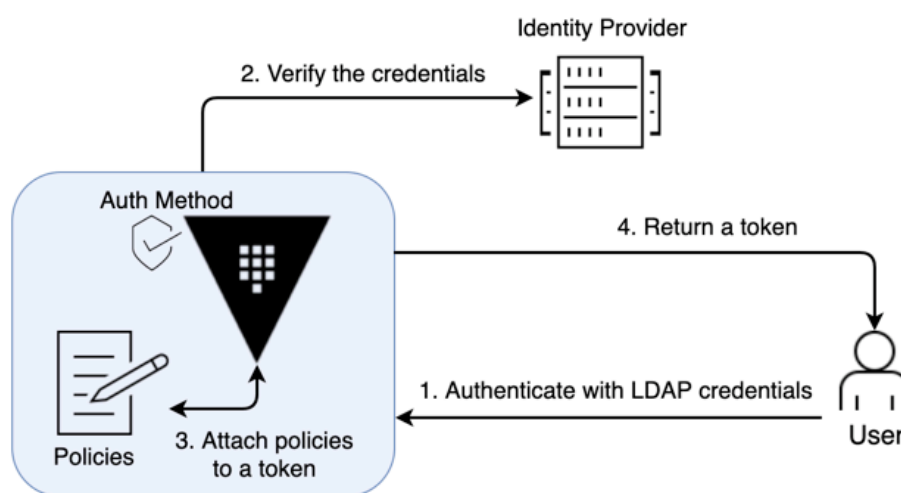 Identity Provider
2. Verify the credentials
Auth Method
4. Return a token
1. Authenticate with LDAP credentials
3. Attach policies
to a token
Policies
User